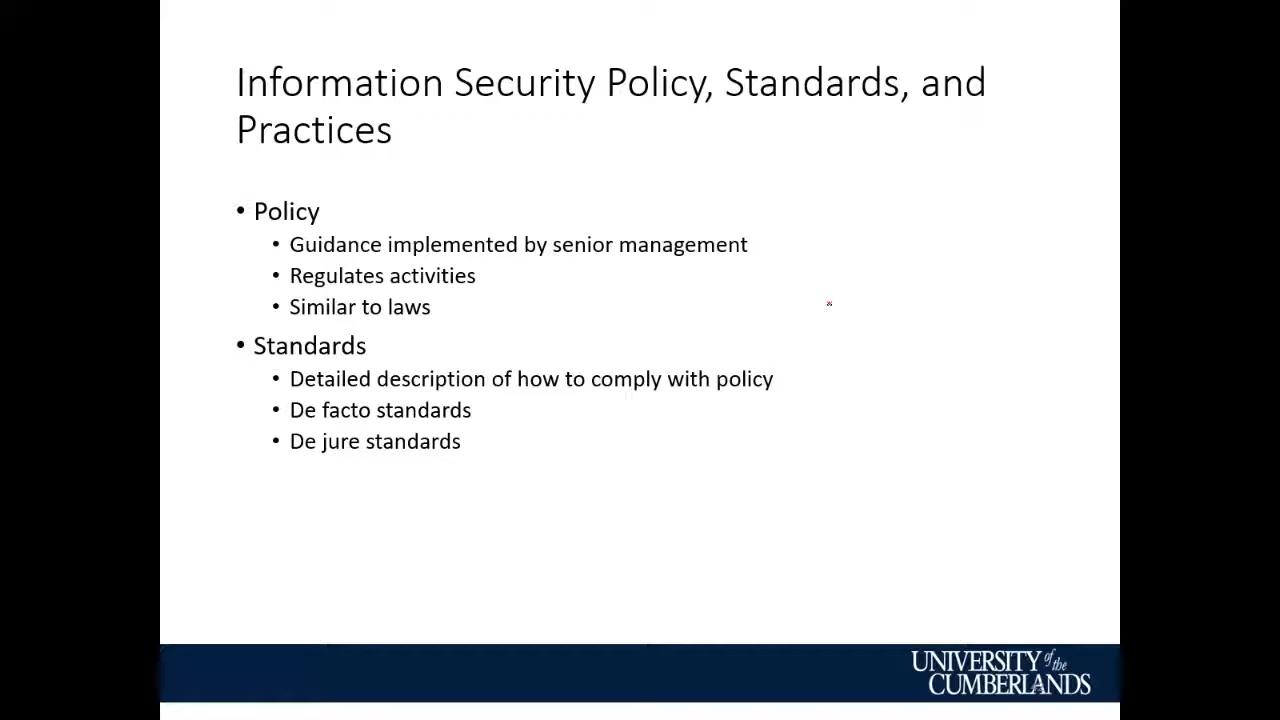 Information Security Policy, Standards, and
Practices
• Policy
• Guidance implemented by senior management
• Regulates activities
• Similar to laws
• Standards
• Detailed description of how to comply with policy
• De facto standards
• De jure standards
UNIVERSITY of the
CUMBERLANDS